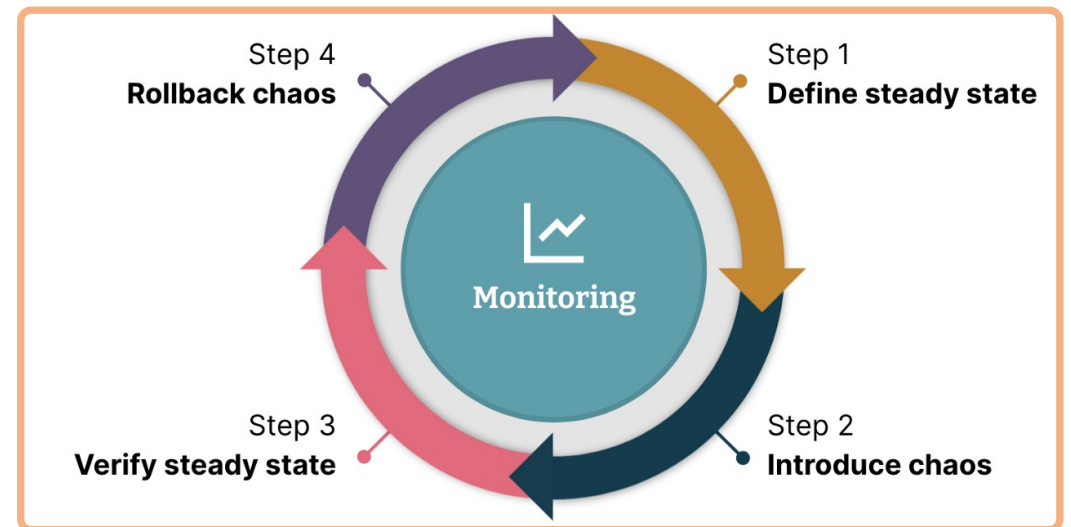 Step 4
Rollback chaos
Step 1
Define steady state
Monitoring
Step 3
Verify steady state
Step 2
Introduce chaos